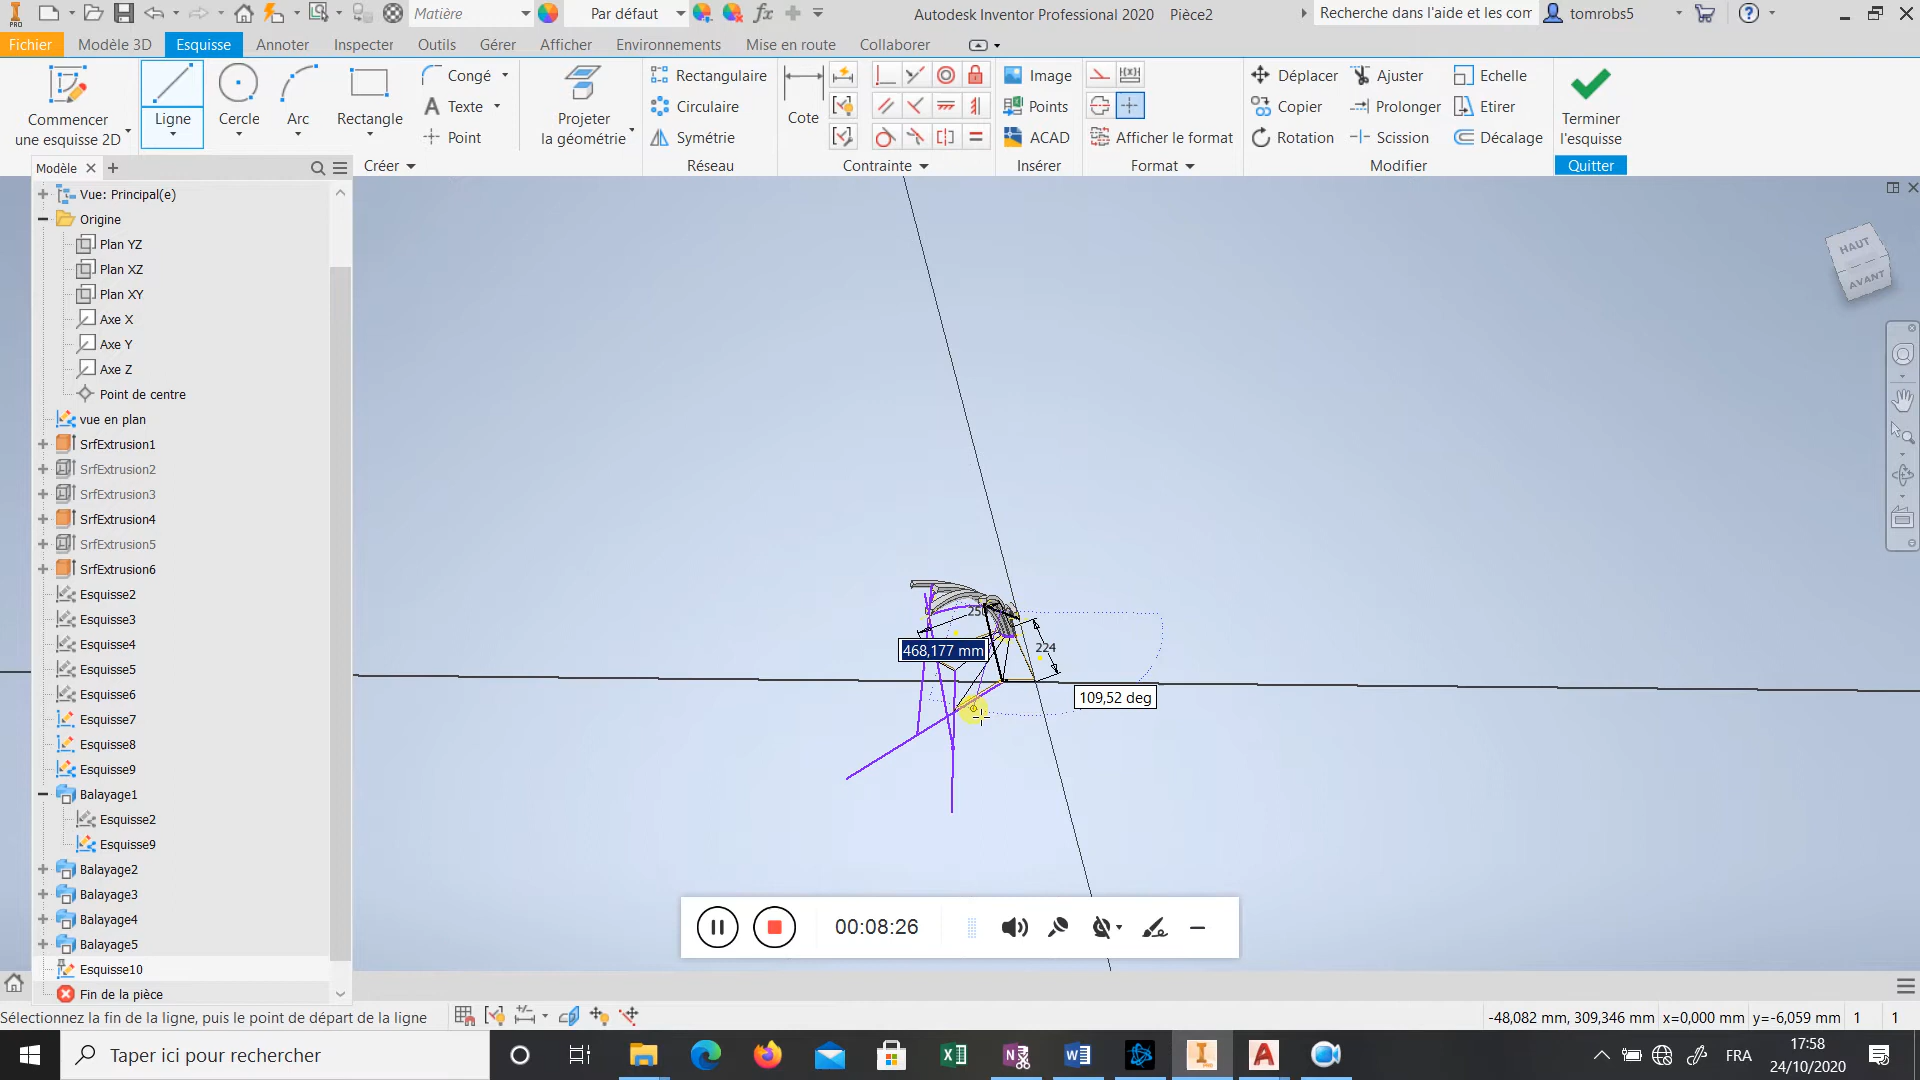 PRO
Matière
Par défaut
fx
Autodesk Inventor Professional 2020 Pièce2
Recherche dans l'aide et les com
tomrobs5
Fichier
Modèle 3D
Esquisse
Annoter
Inspecter
Outils
Gérer
Afficher
Environnements
Mise en route
Collaborer
Commencer
une esquisse 2D
Ligne
Cercle
Arc
Rectangle
Congé
Texte
Point
Projeter
la géométrie
Rectangulaire
Circulaire
Symétrie
Cote
Image
Points
ACAD
Afficher le format
Déplacer
Copier
Rotation
Ajuster
Prolonger
Scission
Echelle
Etirer
Décalage
Terminer
l'esquisse
Créer
Réseau
Contrainte
Insérer
Format
Modifier
Quitter
Modèle
Vue: Principal(e)
Origine
Plan YZ
Plan XZ
Plan XY
Axe X
Axe Y
Axe Z
Point de centre
vue en plan
SrfExtrusion1
SrfExtrusion2
SrfExtrusion3
SrfExtrusion4
SrfExtrusion5
SrfExtrusion6
Esquisse2
Esquisse3
Esquisse4
Esquisse5
Esquisse6
Esquisse7
Esquisse8
Esquisse9
Balayage1
Esquisse2
Esquisse9
Balayage2
Balayage3
Balayage4
Balayage5
Esquisse10
Fin de la pièce
HAUT
AVANT
250
468,177 mm
224
109,52 deg
00:08:26
Sélectionnez la fin de la ligne, puis le point de départ de la ligne
-48,082 mm, 309,346 mm x=0,000 mm y=-6,059 mm 1 1
Taper ici pour rechercher
FRA
17:58
24/10/2020